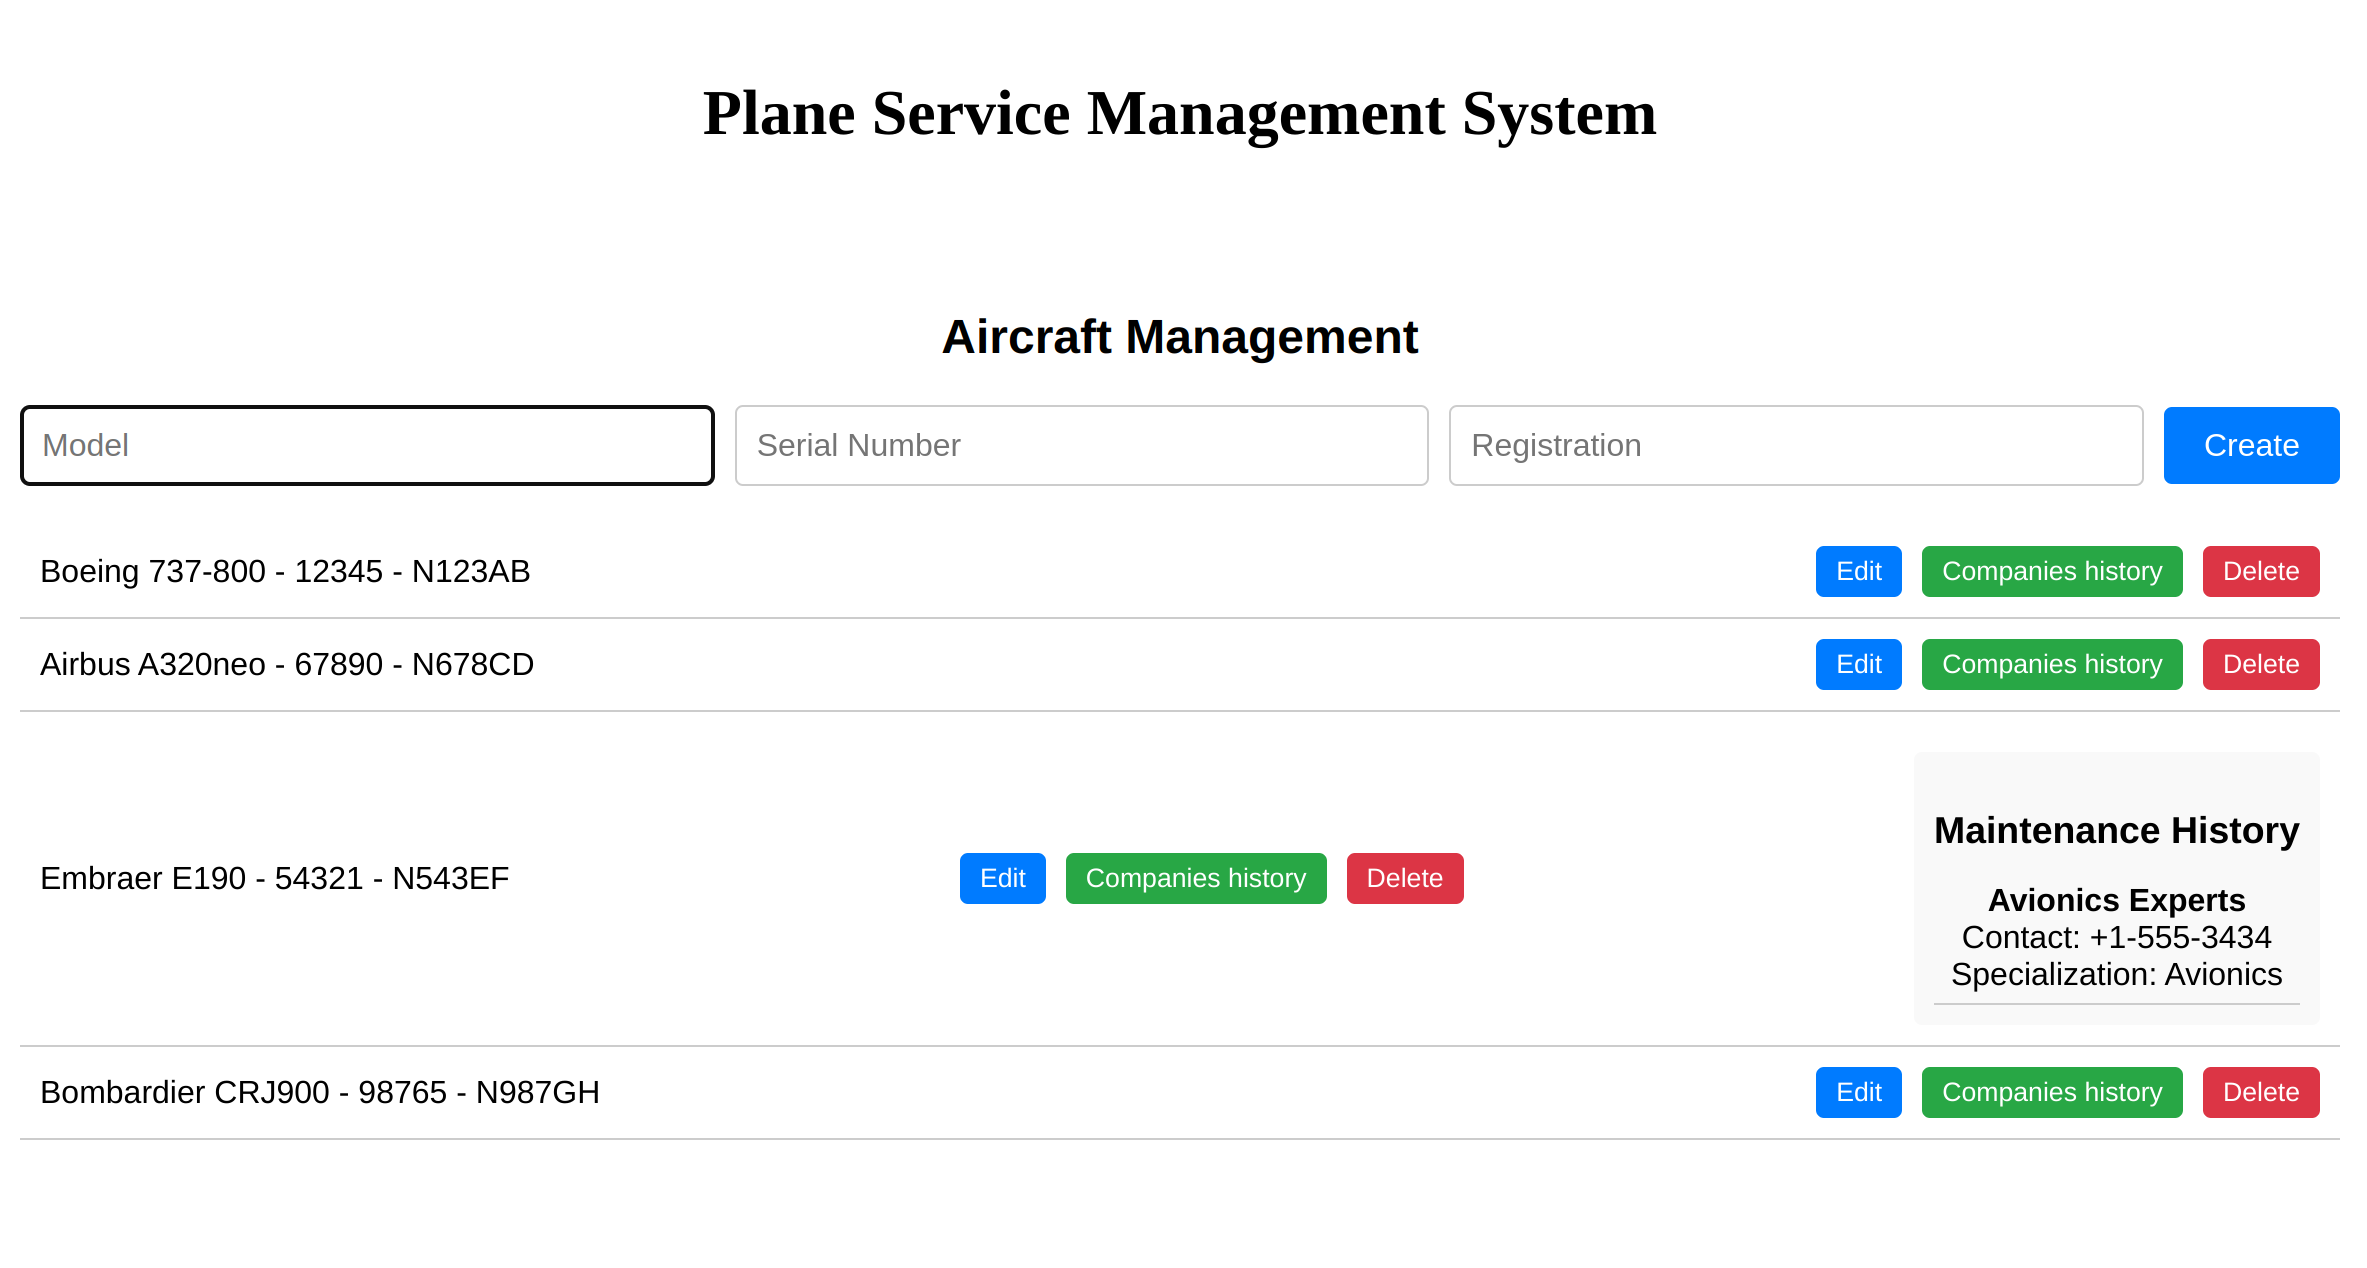 Plane Service Management System
Aircraft Management
Model Serial Number Registration Create
Boeing 737-800 - 12345 - N123AB Edit Companies history Delete
Airbus A320neo - 67890 - N678CD Edit Companies history Delete
Embraer E190 - 54321 - N543EF Edit Companies history Delete
Maintenance History
Avionics Experts
Contact: +1-555-3434
Specialization: Avionics
Bombardier CRJ900 - 98765 - N987GH Edit Companies history Delete